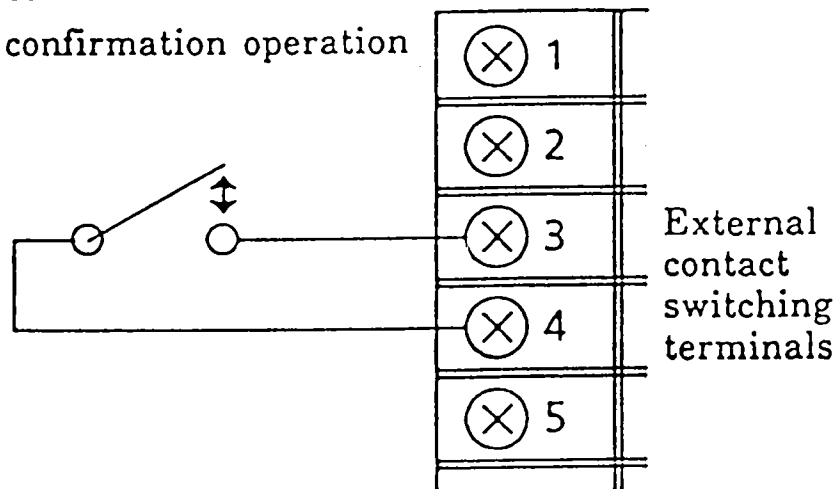 confirmation operation
1
2
3
4
5
External
contact
switching
terminals